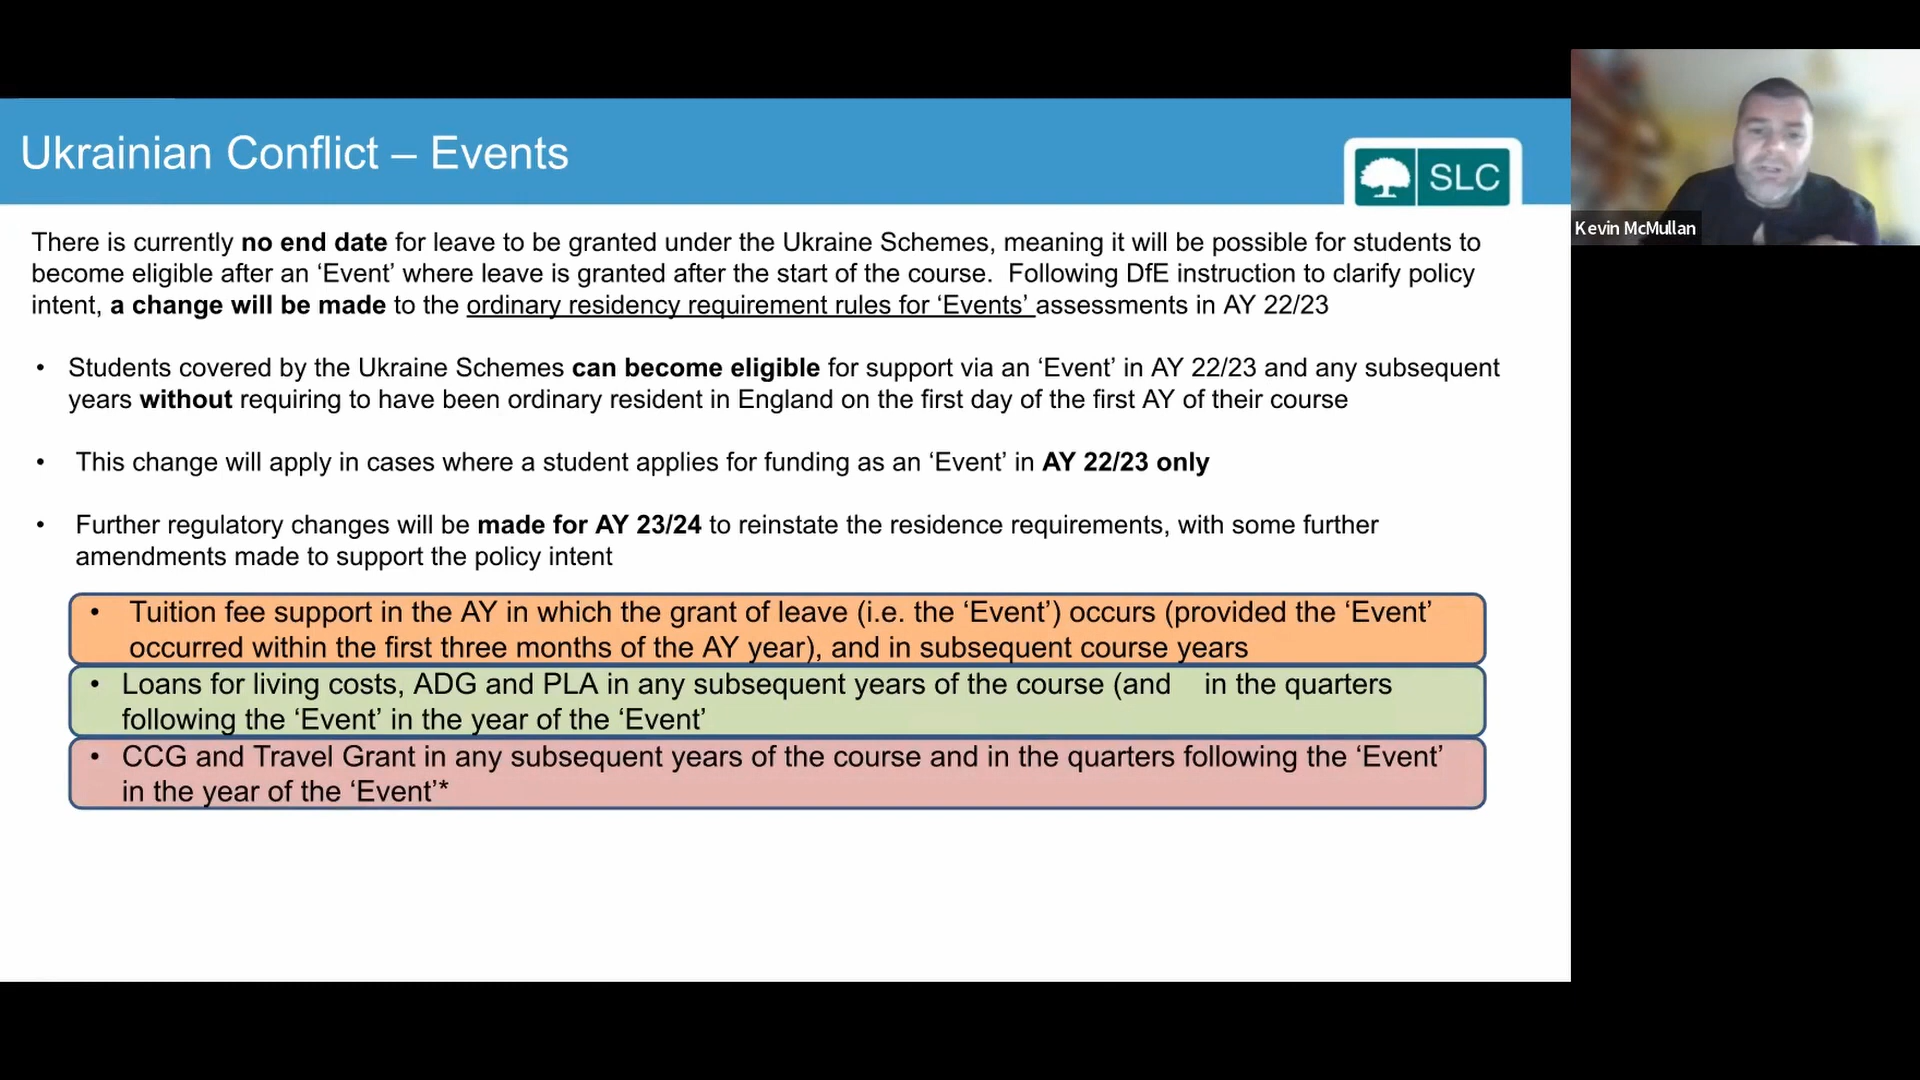 Ukrainian Conflict – Events
SLC
Kevin McMullan
There is currently no end date for leave to be granted under the Ukraine Schemes, meaning it will be possible for students to
become eligible after an ‘Event’ where leave is granted after the start of the course.  Following DfE instruction to clarify policy
intent, a change will be made to the ordinary residency requirement rules for ‘Events’ assessments in AY 22/23
• Students covered by the Ukraine Schemes can become eligible for support via an ‘Event’ in AY 22/23 and any subsequent
years without requiring to have been ordinary resident in England on the first day of the first AY of their course
• This change will apply in cases where a student applies for funding as an ‘Event’ in AY 22/23 only
• Further regulatory changes will be made for AY 23/24 to reinstate the residence requirements, with some further
amendments made to support the policy intent
• Tuition fee support in the AY in which the grant of leave (i.e. the ‘Event’) occurs (provided the ‘Event’
occurred within the first three months of the AY year), and in subsequent course years
• Loans for living costs, ADG and PLA in any subsequent years of the course (and    in the quarters
following the ‘Event’ in the year of the ‘Event’
• CCG and Travel Grant in any subsequent years of the course and in the quarters following the ‘Event’
in the year of the ‘Event’*